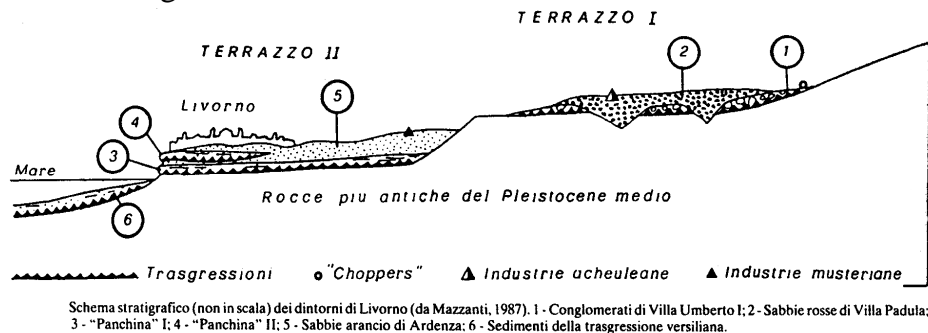 TERRAZZO I
TERRAZZO II
2
1
5
Livorno
4
3
Mare
6
Rocce più antiche del Pleistocene medio
Trasgressioni "Choppers" Industrie acheuleane Industrie musteriane
Schema stratigrafico (non in scala) dei dintorni di Livorno (da Mazzanti, 1987). 1 - Conglomerati di Villa Umberto I; 2 - Sabbie rosse di Villa Padula;
3 - "Panchina" I; 4 - "Panchina" II; 5 - Sabbie arancio di Ardenza; 6 - Sedimenti della trasgressione versiliana.